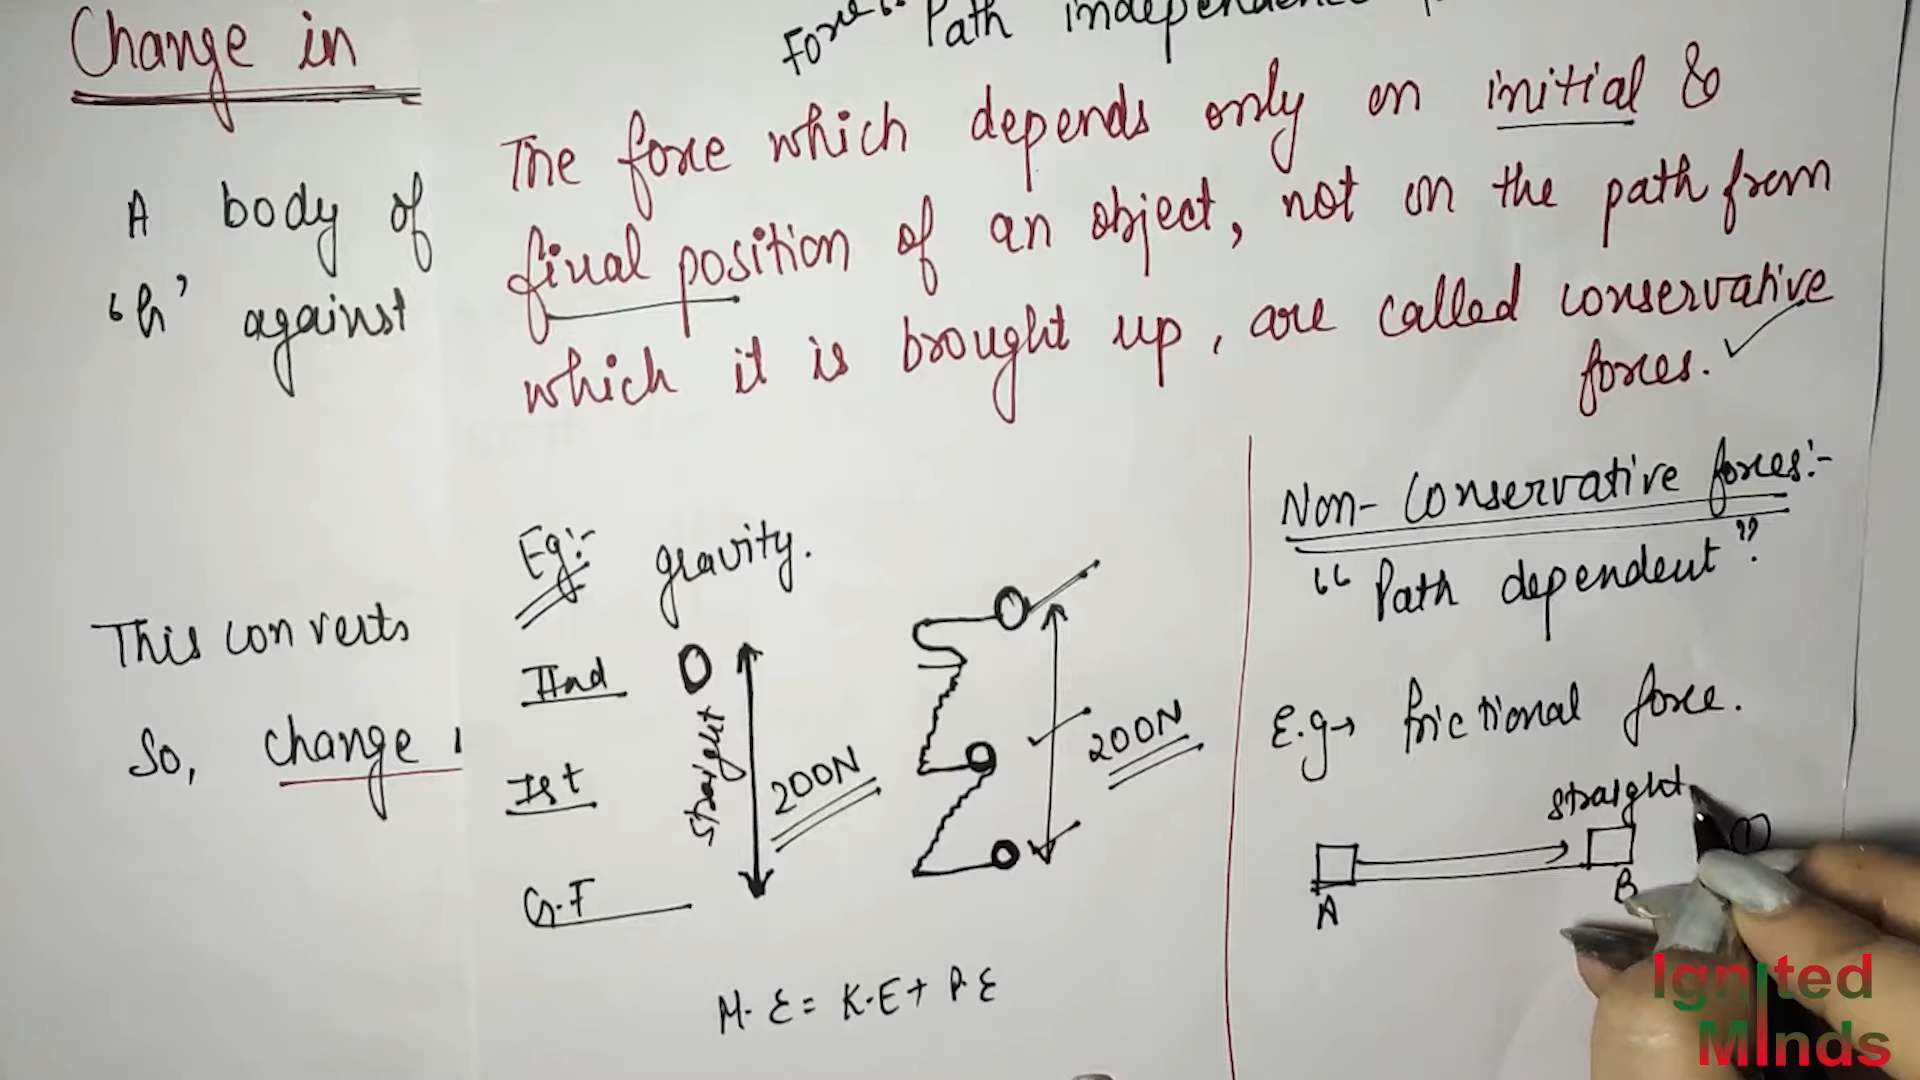 Change in
A body of
'h' against
This converts
So, change
Force :- Path independence
The force which depends only on initial &
final position of an object, not on the path from
which it is brought up, are called conservative
forces.
Eg:- gravity.
IInd
Ist
G.F
straight
200N
200N
M.E = K.E + P.E
Non-Conservative forces:-
"Path dependent"
E.g→ frictional force.
straight
①
A
B
Ignited
Minds